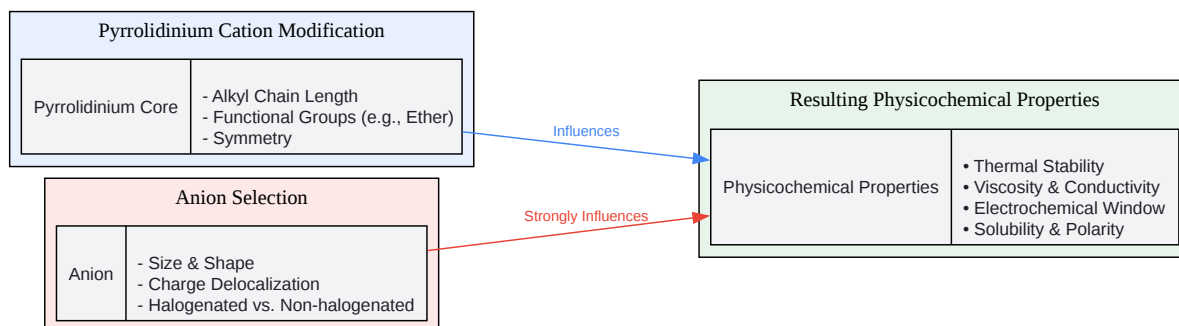 Pyrrolidinium Cation Modification
Pyrrolidinium Core
- Alkyl Chain Length
- Functional Groups (e.g., Ether)
- Symmetry
Influences
Anion Selection
Anion
- Size & Shape
- Charge Delocalization
- Halogenated vs. Non-halogenated
Strongly Influences
Resulting Physicochemical Properties
Physicochemical Properties
• Thermal Stability
• Viscosity & Conductivity
• Electrochemical Window
• Solubility & Polarity